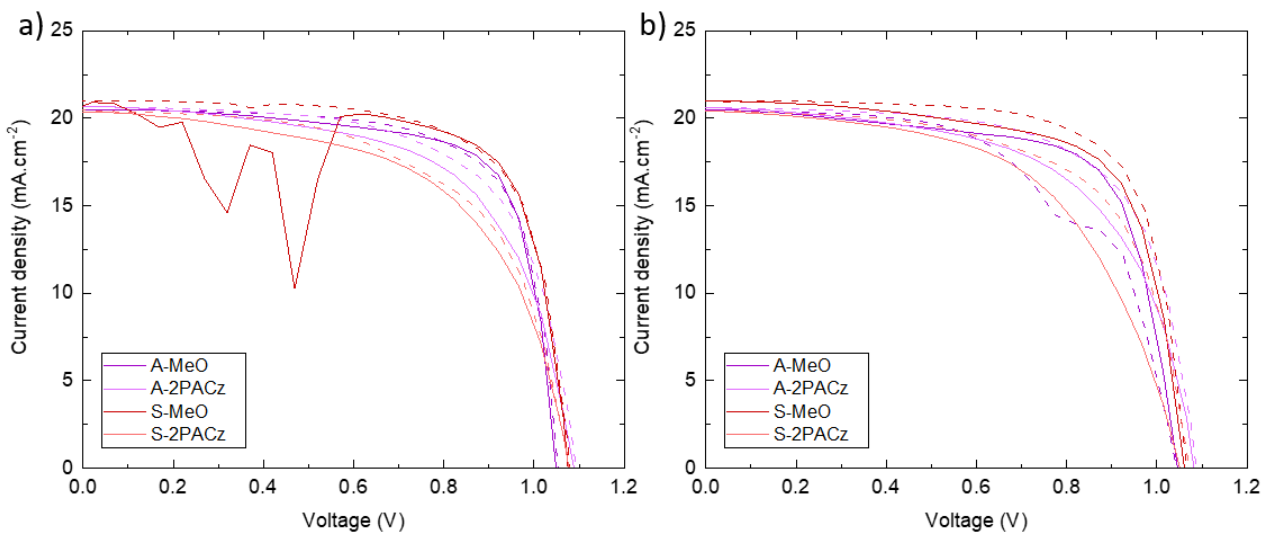 a)
25
20
15
10
5
0
Current density (mA.cm-2)
A-MeO
A-2PACz
S-MeO
S-2PACz
0.0 0.2 0.4 0.6 0.8 1.0 1.2
Voltage (V)
b)
25
20
15
10
5
0
Current density (mA.cm-2)
A-MeO
A-2PACz
S-MeO
S-2PACz
0.0 0.2 0.4 0.6 0.8 1.0 1.2
Voltage (V)